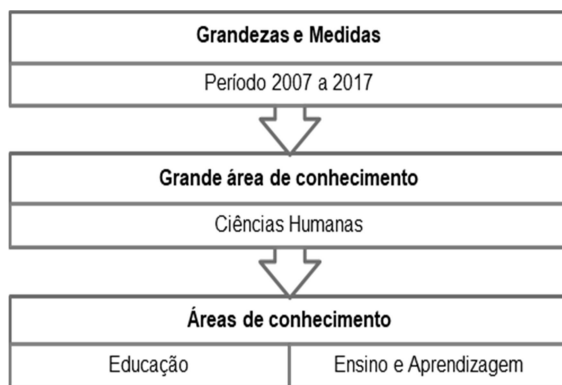 Grandezas e Medidas
Período 2007 a 2017
Grande área de conhecimento
Ciências Humanas
Áreas de conhecimento
Educação
Ensino e Aprendizagem